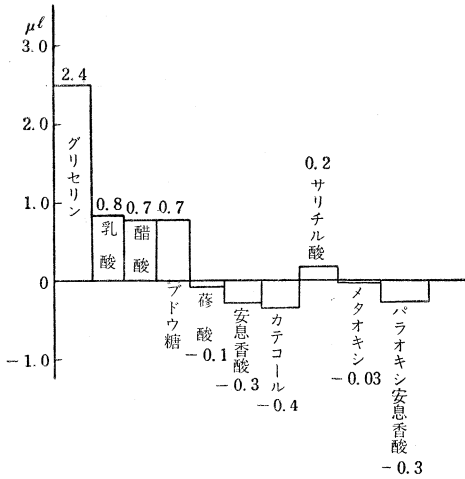 μl
3.0
2.0
1.0
0
−1.0
2.4
グリセリン
0.8
乳酸
0.7
醋酸
0.7
ブドウ糖
蓚酸
−0.1
安息香酸
−0.3
カテコール
−0.4
0.2
サリチル酸
メタオキシ
−0.03
パラオキシ安息香酸
−0.3